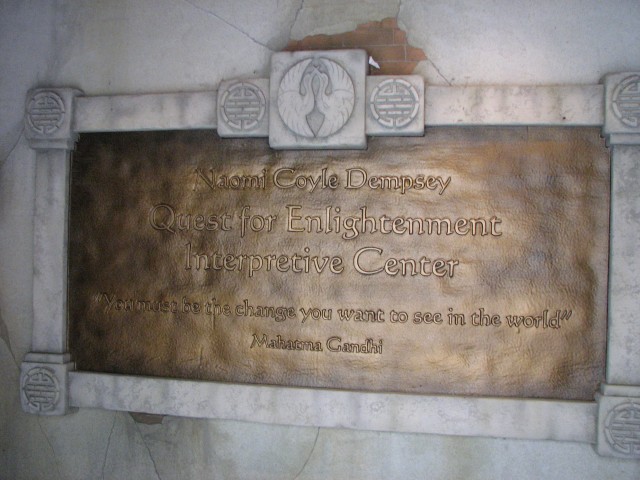 Naomi Coyle Dempsey
Quest for Enlightenment
Interpretive Center
"You must be the change you want to see in the world"
Mahatma Gandhi